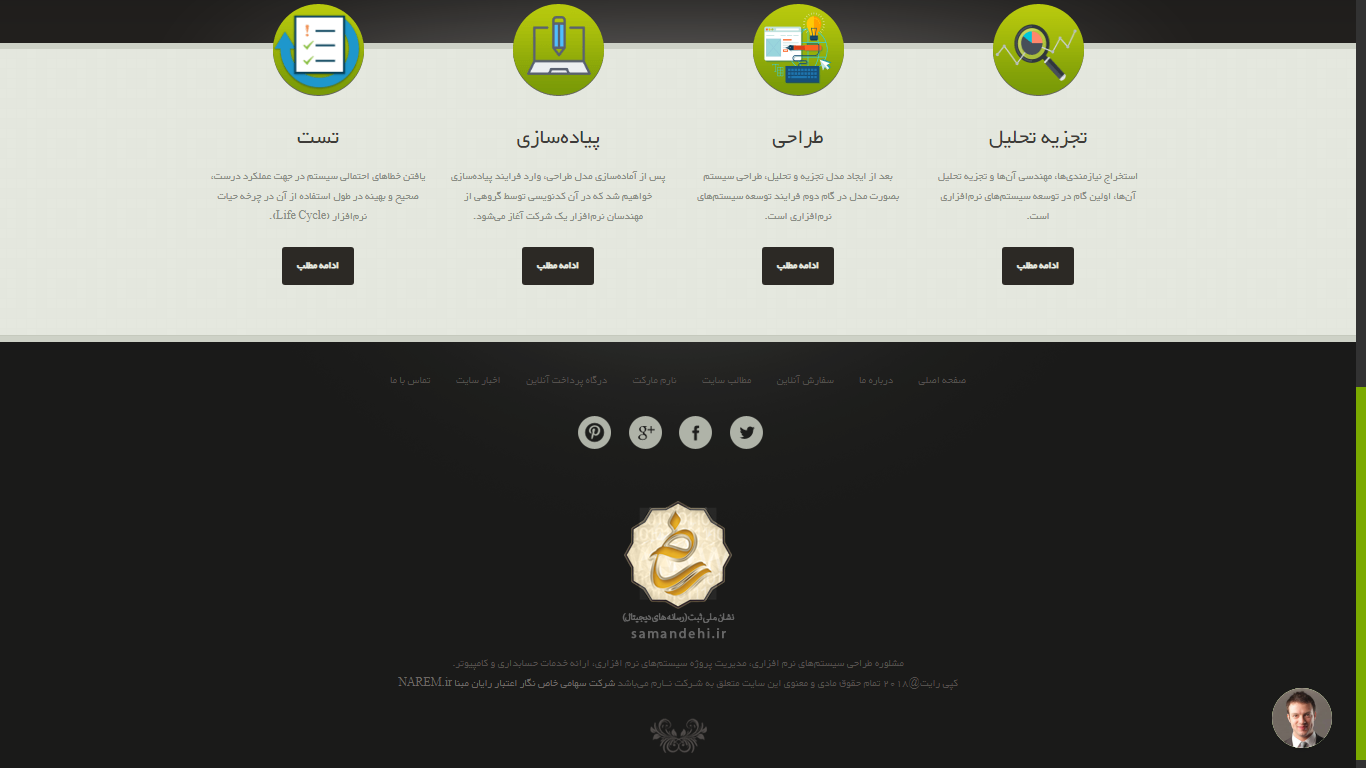 تجزیه تحلیل
استخراج نیازمندی‌ها، مهندسی آن‌ها و تجزیه تحلیل
آن‌ها، اولین گام در توسعه سیستم‌های نرم‌افزاری
است.
ادامه مطلب
طراحی
بعد از ایجاد مدل تجزیه و تحلیل، طراحی سیستم
بصورت مدل در گام دوم فرایند توسعه سیستم‌های
نرم‌افزاری است.
ادامه مطلب
پیاده‌سازی
پس از آماده‌سازی مدل طراحی، وارد فرایند پیاده‌سازی
خواهیم شد که در آن کدنویسی توسط گروهی از
مهندسان نرم‌افزار یک شرکت آغاز می‌شود.
ادامه مطلب
تست
یافتن خطاهای احتمالی سیستم در جهت عملکرد درست،
صحیح و بهینه در طول استفاده از آن در چرخه حیات
نرم‌افزار (Life Cycle).
ادامه مطلب
صفحه اصلی درباره ما سفارش آنلاین مطالب سایت نارم مارکت درگاه پرداخت آنلاین اخبار سایت تماس با ما
نشان ملی ثبت (رسانه های دیجیتال)
samandehi.ir
مشلوره طراحی سیستم‌های نرم افزاری، مدیریت پروژه سیستم‌های نرم افزاری، ارائه خدمات حسابداری و کامپیوتر.
کپی رایت@۲۰۱۸ تمام حقوق مادی و معنوی این سایت متعلق به شرکت نــارم می‌باشد شرکت سهامی خاص نگار اعتبار رایان مبنا NAREM.ir